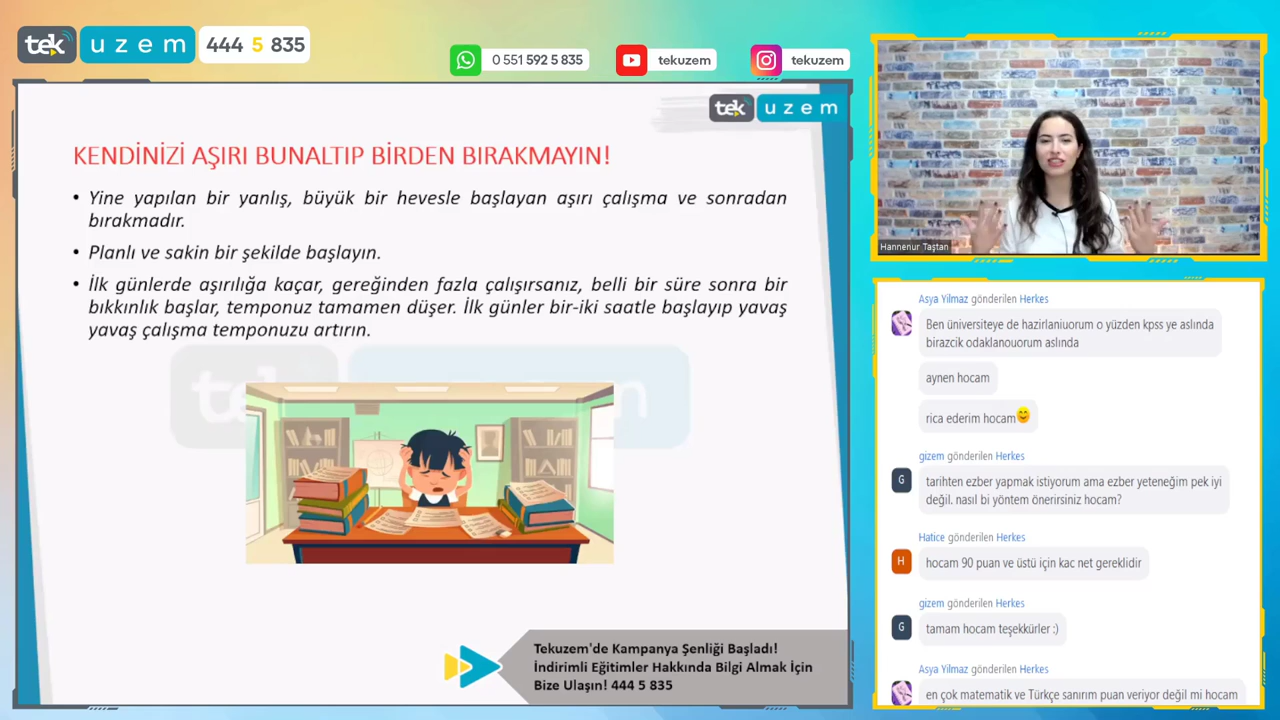 tek
uzem
444 5 835
0 551 592 5 835
tekuzem
tekuzem
tek
uzem
KENDİNİZİ AŞIRI BUNALTIP BİRDEN BIRAKMAYIN!
• Yine yapılan bir yanlış, büyük bir hevesle başlayan aşırı çalışma ve sonradan
bırakmadır.
• Planlı ve sakin bir şekilde başlayın.
• İlk günlerde aşırılığa kaçar, gereğinden fazla çalışırsanız, belli bir süre sonra bir
bıkkınlık başlar, temponuz tamamen düşer. İlk günler bir-iki saatle başlayıp yavaş
yavaş çalışma temponuzu artırın.
Tekuzem'de Kampanya Şenliği Başladı!
İndirimli Eğitimler Hakkında Bilgi Almak İçin
Bize Ulaşın! 444 5 835
Hannenur Taştan
Asya Yilmaz gönderilen Herkes
Ben üniversiteye de hazirlaniuorum o yüzden kpss ye aslında
birazcik odaklanouorum aslında
aynen hocam
rica ederim hocam
gizem gönderilen Herkes
G
tarihten ezber yapmak istiyorum ama ezber yeteneğim pek iyi
değil. nasıl bi yöntem önerirsiniz hocam?
Hatice gönderilen Herkes
H
hocam 90 puan ve üstü için kac net gereklidir
gizem gönderilen Herkes
G
tamam hocam teşekkürler :)
Asya Yilmaz gönderilen Herkes
en çok matematik ve Türkçe sanırım puan veriyor değil mi hocam